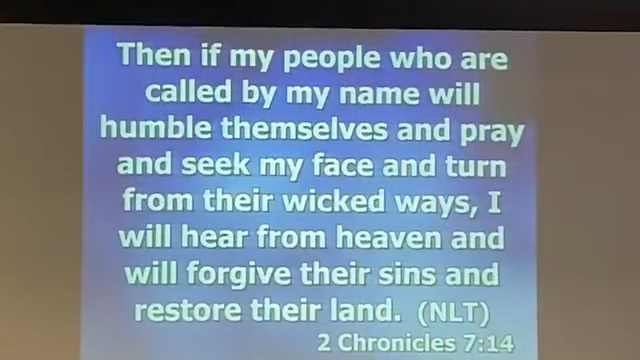 Then if my people who are
called by my name will
humble themselves and pray
and seek my face and turn
from their wicked ways, I
will hear from heaven and
will forgive their sins and
restore their land. (NLT)
2 Chronicles 7:14